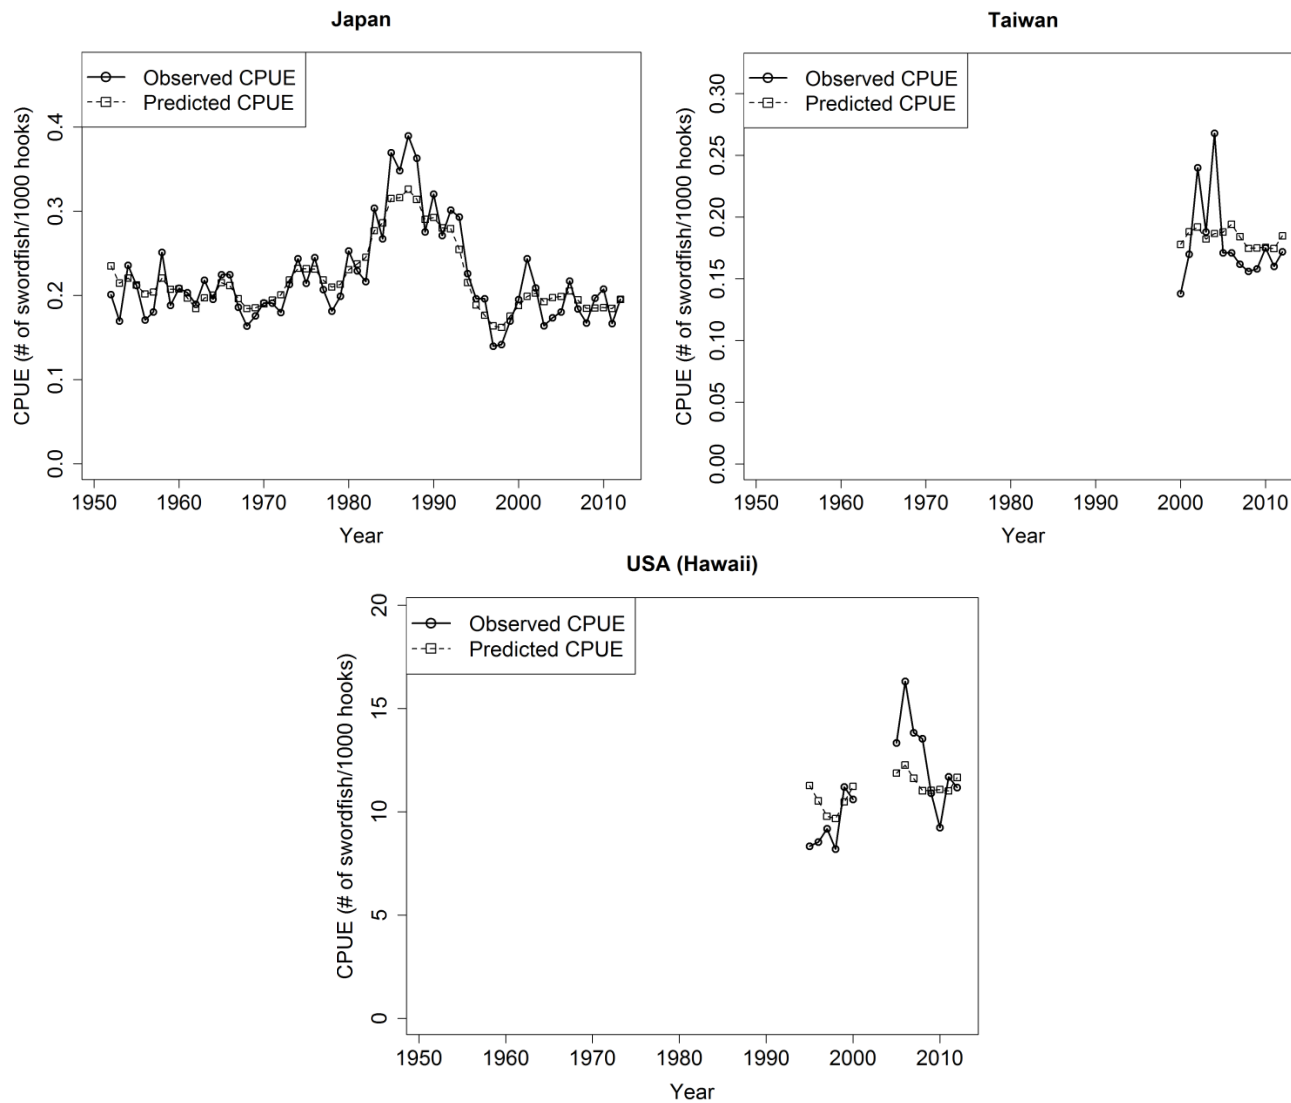 Japan
Observed CPUE
Predicted CPUE
CPUE (# of swordfish/1000 hooks)
0.4
0.3
0.2
0.1
0.0
1950 1960 1970 1980 1990 2000 2010
Year
Taiwan
Observed CPUE
Predicted CPUE
CPUE (# of swordfish/1000 hooks)
0.30
0.25
0.20
0.15
0.10
0.05
0.00
1950 1960 1970 1980 1990 2000 2010
Year
USA (Hawaii)
Observed CPUE
Predicted CPUE
CPUE (# of swordfish/1000 hooks)
20
15
10
5
0
1950 1960 1970 1980 1990 2000 2010
Year